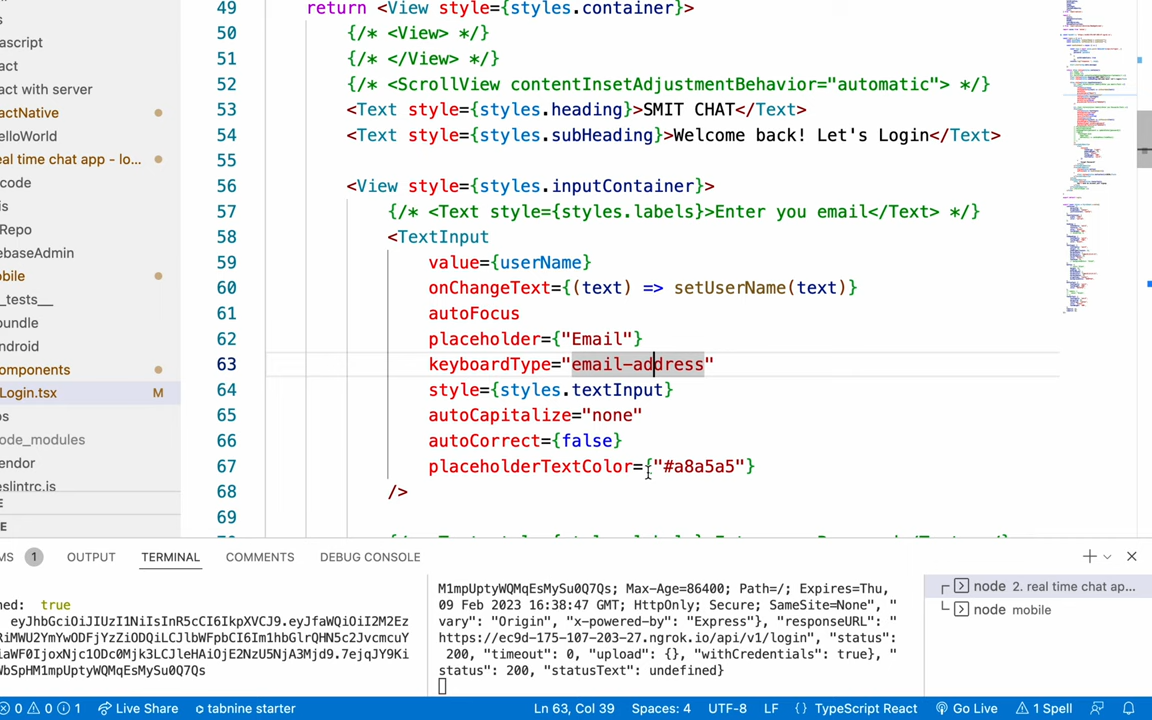 49 return <View style={styles.container}>
s
50 {/* <View> */}
ascript
51 {/* </View> */}
act
52 {/* <ScrollView contentInsetAdjustmentBehavior="automatic"> */}
act with server
53 <Text style={styles.heading}>SMIT CHAT</Text>
actNative
54 <Text style={styles.subHeading}>Welcome back! Let's Login</Text>
elloWorld
55
eal time chat app - lo...
56 <View style={styles.inputContainer}>
code
57 {/* <Text style={styles.labels}>Enter you email</Text> */}
is
58 <TextInput
Repo
59 value={userName}
ebaseAdmin
60 onChangeText={(text) => setUserName(text)}
obile
61 autoFocus
_tests__
62 placeholder={"Email"}
bundle
63 keyboardType="email-address"
android
64 style={styles.textInput}
omponents
65 autoCapitalize="none"
Login.tsx M
66 autoCorrect={false}
os
67 placeholderTextColor={"#a8a5a5"}
ode_modules
68 />
endor
69
eslintrc.js
E
E
MS 1 OUTPUT TERMINAL COMMENTS DEBUG CONSOLE
ned: true
eyJhbGciOiJIUzI1NiIsInR5cCI6IkpXVCJ9.eyJfaWQiOiI2M2Ez
RiMWU2YmYwODFjYzZiODQiLCJlbWFpbCI6Im1hbGlrQHN5c2JvcmcuY
iaWF0IjoxNjc1ODc0Mjk3LCJleHAiOjE2NzU5NjA3Mjd9.7ejqJY9Ki
WbSpHM1mpUptyWQMqEsMySu0Q7Qs
M1mpUptyWQMqEsMySu0Q7Qs; Max-Age=86400; Path=/; Expires=Thu,
09 Feb 2023 16:38:47 GMT; HttpOnly; Secure; SameSite=None", "
vary": "Origin", "x-powered-by": "Express"}, "responseURL":
"https://ec9d-175-107-203-27.ngrok.io/api/v1/login", "status":
200, "timeout": 0, "upload": {}, "withCredentials": true}, "
status": 200, "statusText": undefined}
node 2. real time chat ap...
node mobile
0 0 1 Live Share tabnine starter Ln 63, Col 39 Spaces: 4 UTF-8 LF {} TypeScript React Go Live 1 Spell